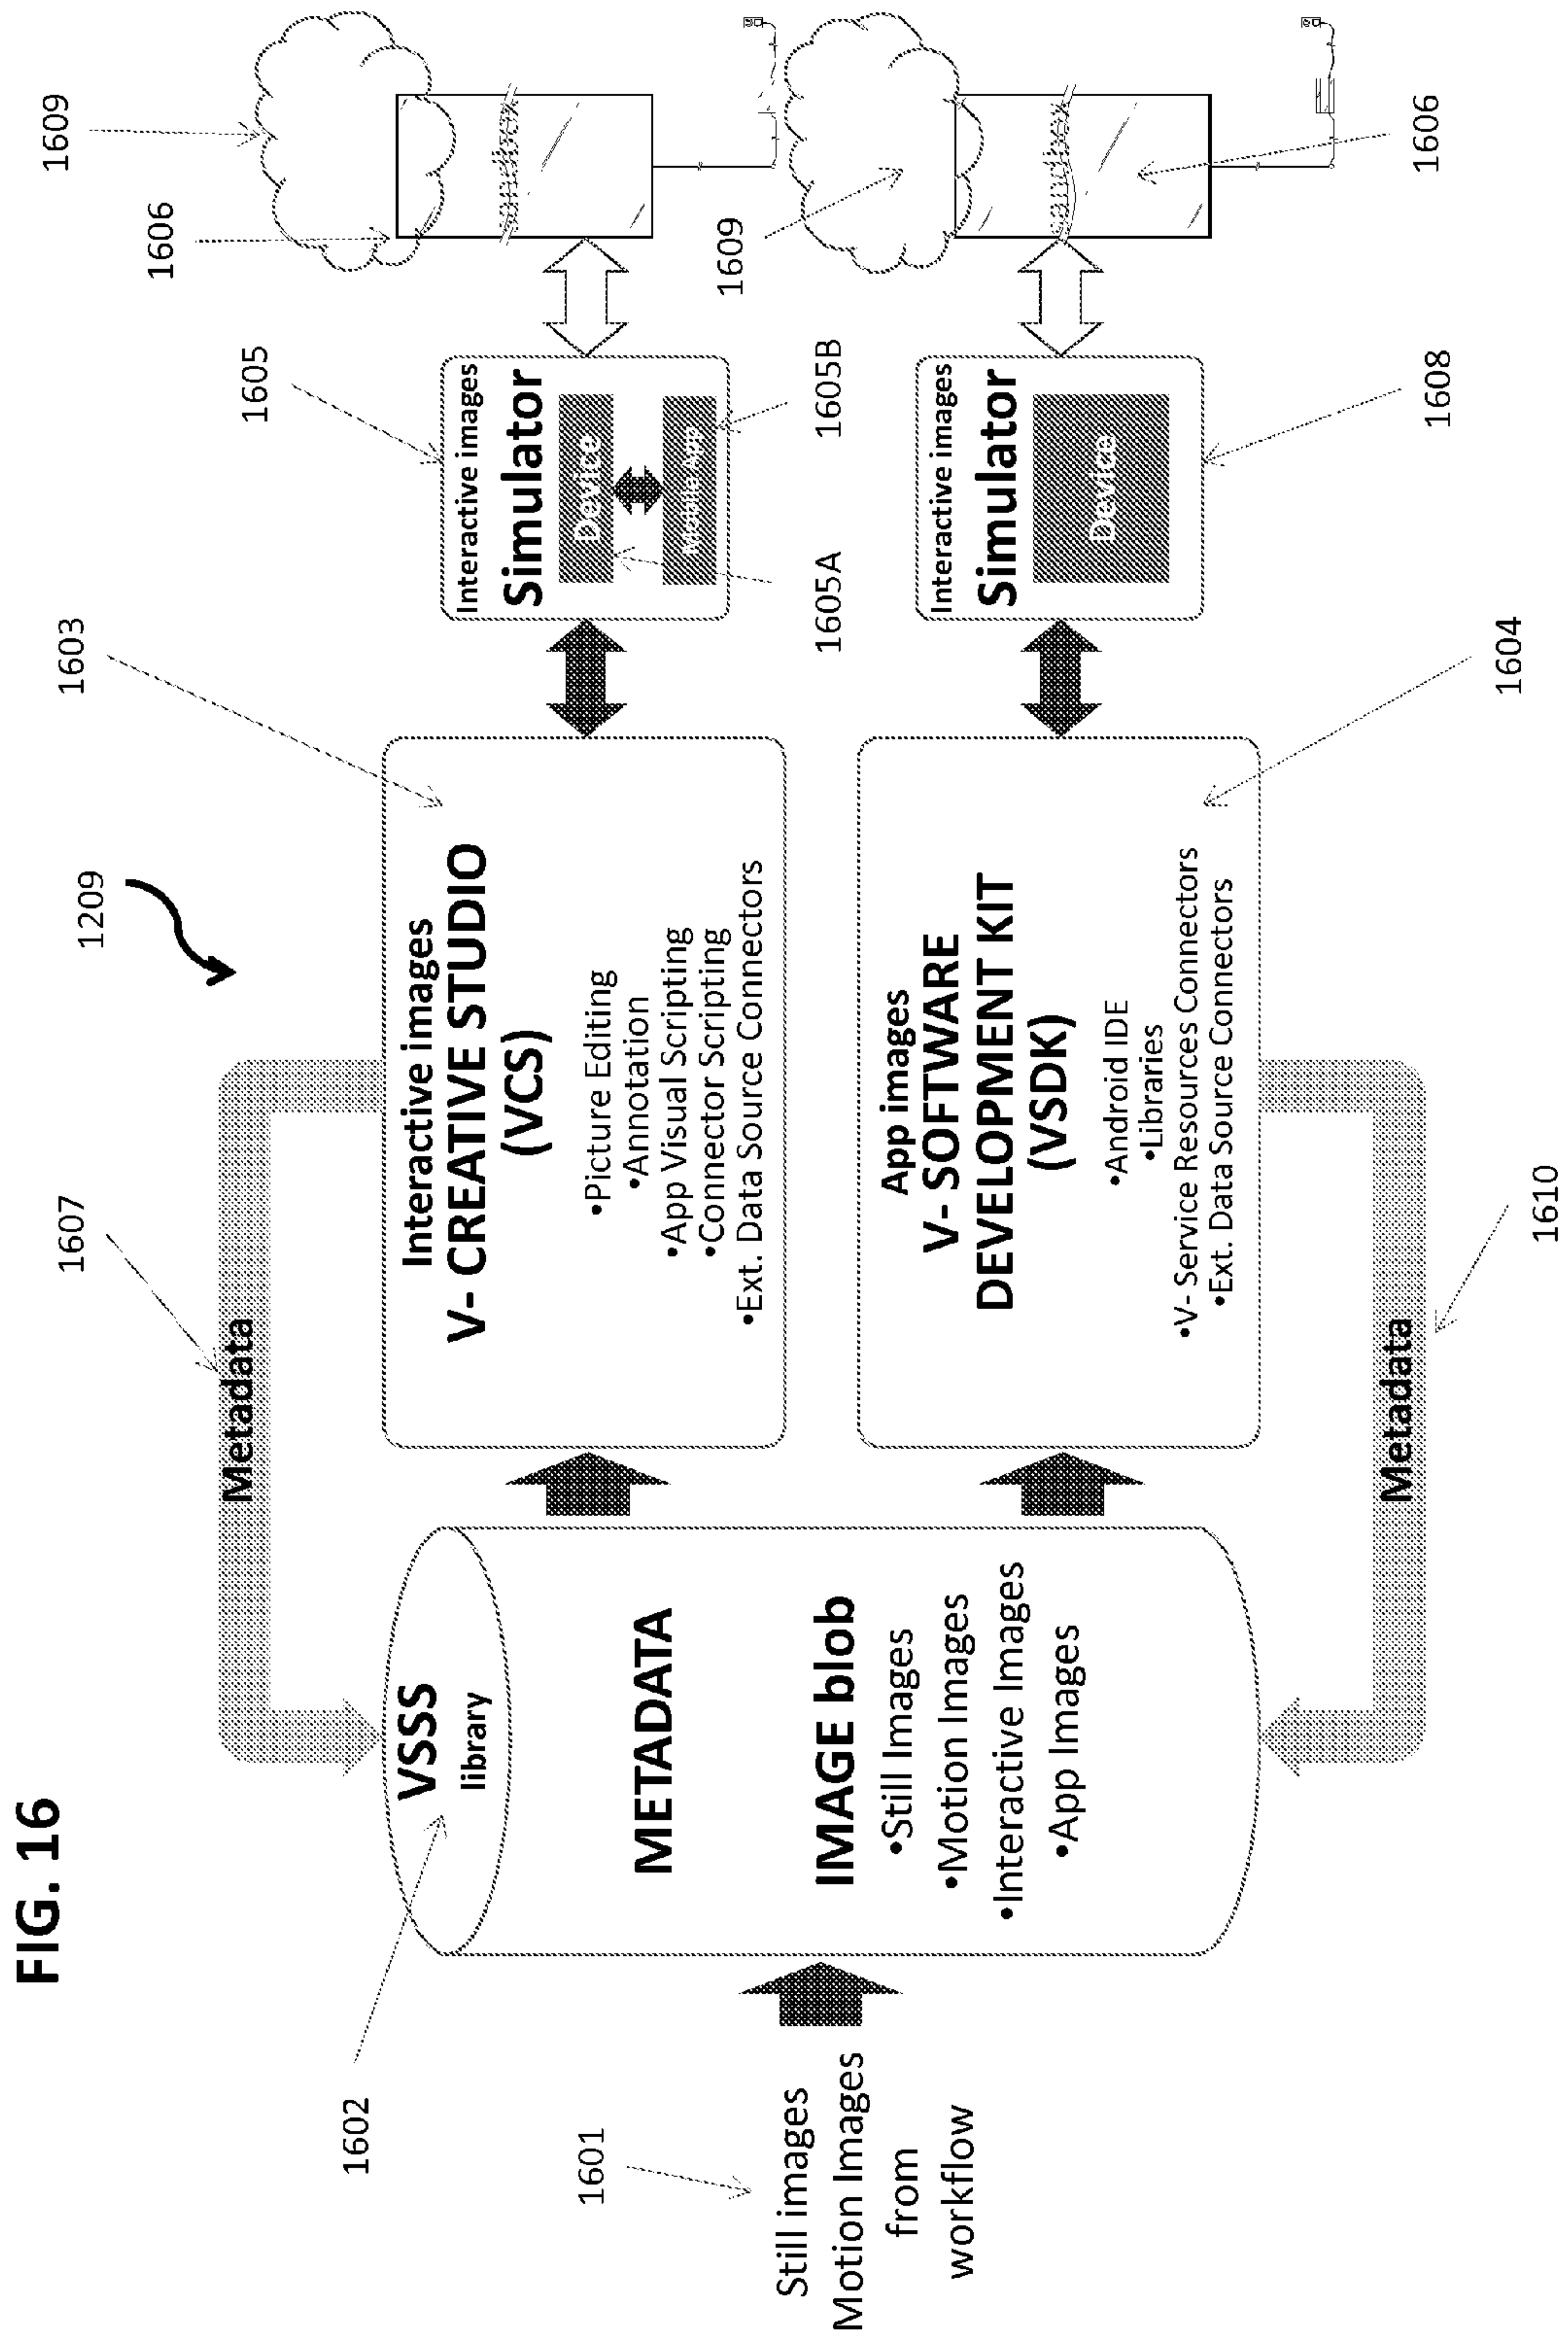 FIG. 16
1209
1601
Still images
Motion Images
from
workflow
1602
VSSS
library
METADATA
IMAGE blob
•Still Images
•Motion Images
•Interactive Images
•App Images
1607
Metadata
1603
Interactive images
V- CREATIVE STUDIO
(VCS)
•Picture Editing
•Annotation
•App Visual Scripting
•Connector Scripting
•Ext. Data Source Connectors
App images
V- SOFTWARE
DEVELOPMENT KIT
(VSDK)
•Android IDE
•Libraries
•V- Service Resources Connectors
•Ext. Data Source Connectors
1604
Metadata
1610
1605
Interactive images
Simulator
Device
Mobile App
1605A
1605B
Interactive images
Simulator
Device
1608
1609
1606
1609
1606